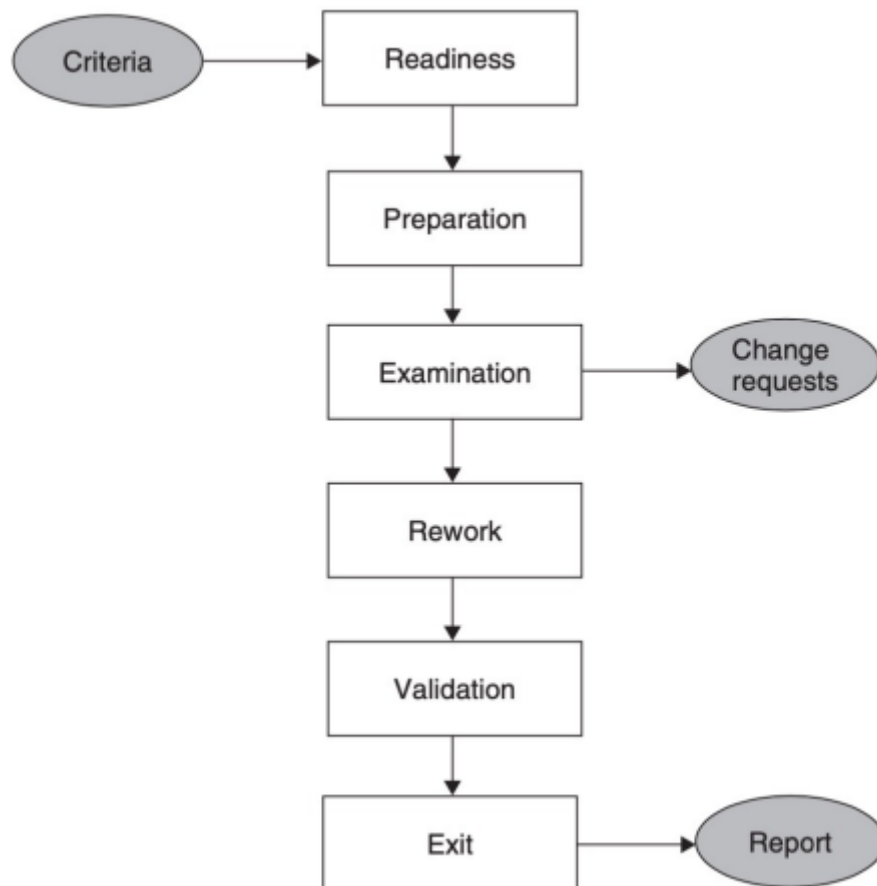 Criteria
Readiness
Preparation
Examination
Change
requests
Rework
Validation
Exit
Report